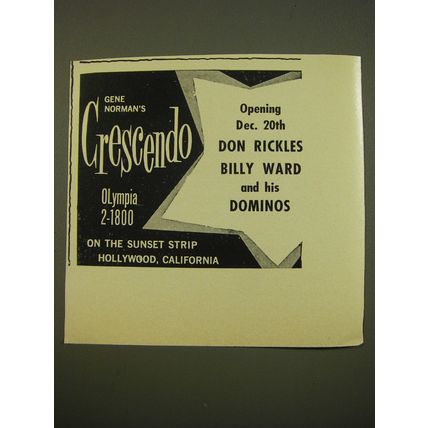 GENE
NORMAN'S
Crescendo
OLympia
2-1800
ON THE SUNSET STRIP
HOLLYWOOD, CALIFORNIA
Opening
Dec. 20th
DON RICKLES
BILLY WARD
and his
DOMINOS